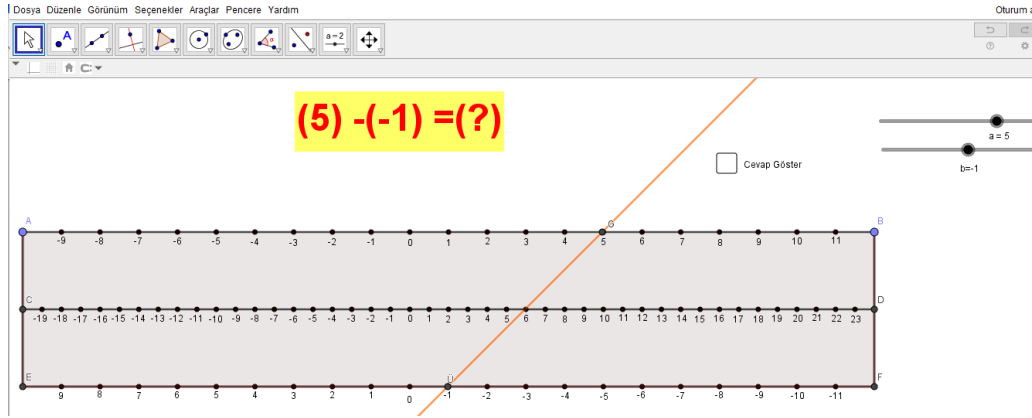 Dosya Düzenle Görünüm Seçenekler Araçlar Pencere Yardım Oturum a
A α a=2
(5) -(-1) =(?)
a = 5
Cevap Göster
b=-1
A G B
-9 -8 -7 -6 -5 -4 -3 -2 -1 0 1 2 3 4 5 6 7 8 9 10 11
C D
-19 -18 -17 -16 -15 -14 -13 -12 -11 -10 -9 -8 -7 -6 -5 -4 -3 -2 -1 0 1 2 3 4 5 6 7 8 9 10 11 12 13 14 15 16 17 18 19 20 21 22 23
E Ü F
9 8 7 6 5 4 3 2 1 0 -1 -2 -3 -4 -5 -6 -7 -8 -9 -10 -11